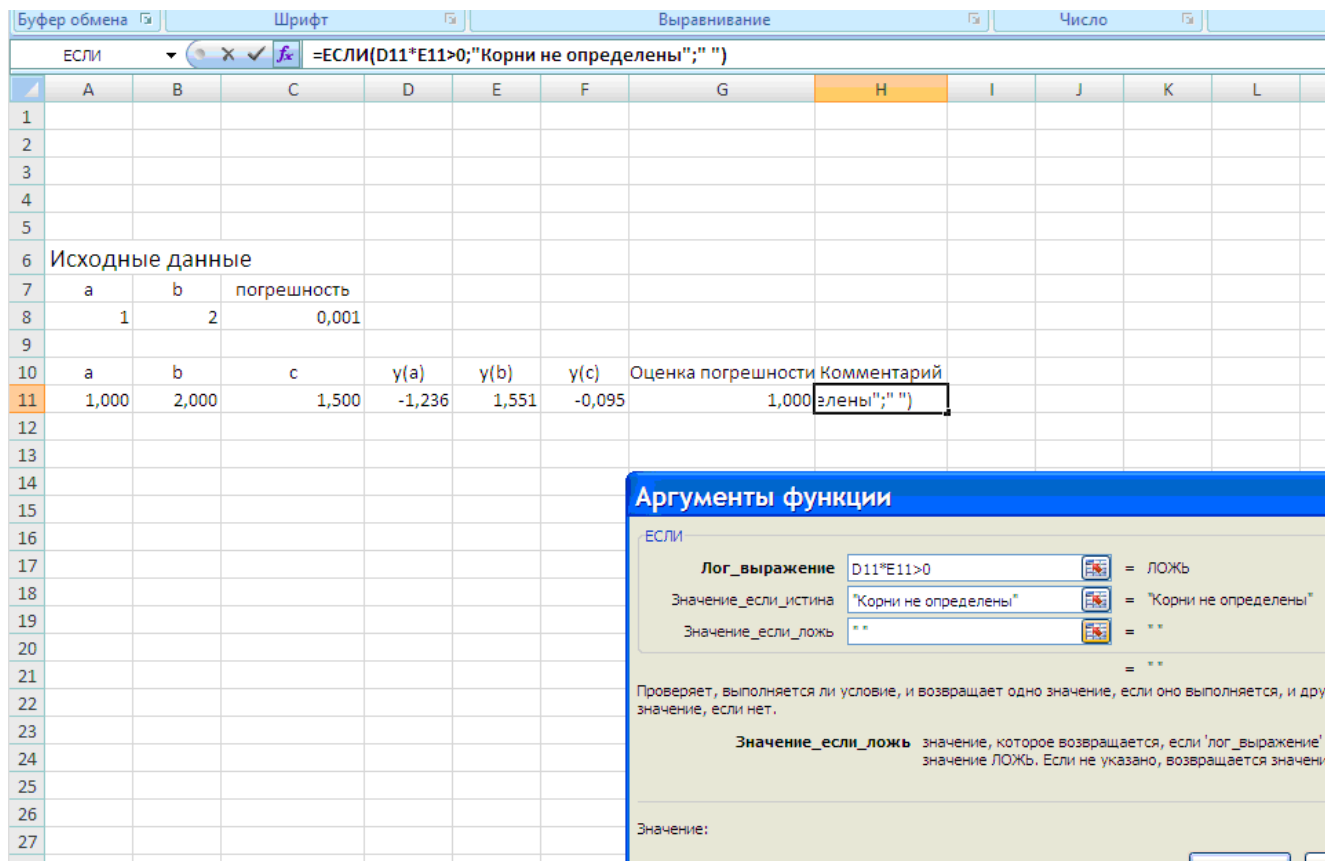 Буфер обмена Шрифт Выравнивание Число
ЕСЛИ fx =ЕСЛИ(D11*E11>0;"Корни не определены";" ")
A B C D E F G H I J K L
1
2
3
4
5
6 Исходные данные
7 a b погрешность
8 1 2 0,001
9
10 a b c y(a) y(b) y(c) Оценка погрешности Комментарий
11 1,000 2,000 1,500 -1,236 1,551 -0,095 1,000 елены";" ")
12
13
14
15
16
17
18
19
20
21
22
23
24
25
26
27
Аргументы функции
ЕСЛИ
Лог_выражение D11*E11>0 = ЛОЖЬ
Значение_если_истина "Корни не определены" = "Корни не определены"
Значение_если_ложь " " = " "
= " "
Проверяет, выполняется ли условие, и возвращает одно значение, если оно выполняется, и дру
значение, если нет.
Значение_если_ложь значение, которое возвращается, если 'лог_выражение'
значение ЛОЖЬ. Если не указано, возвращается значени
Значение: